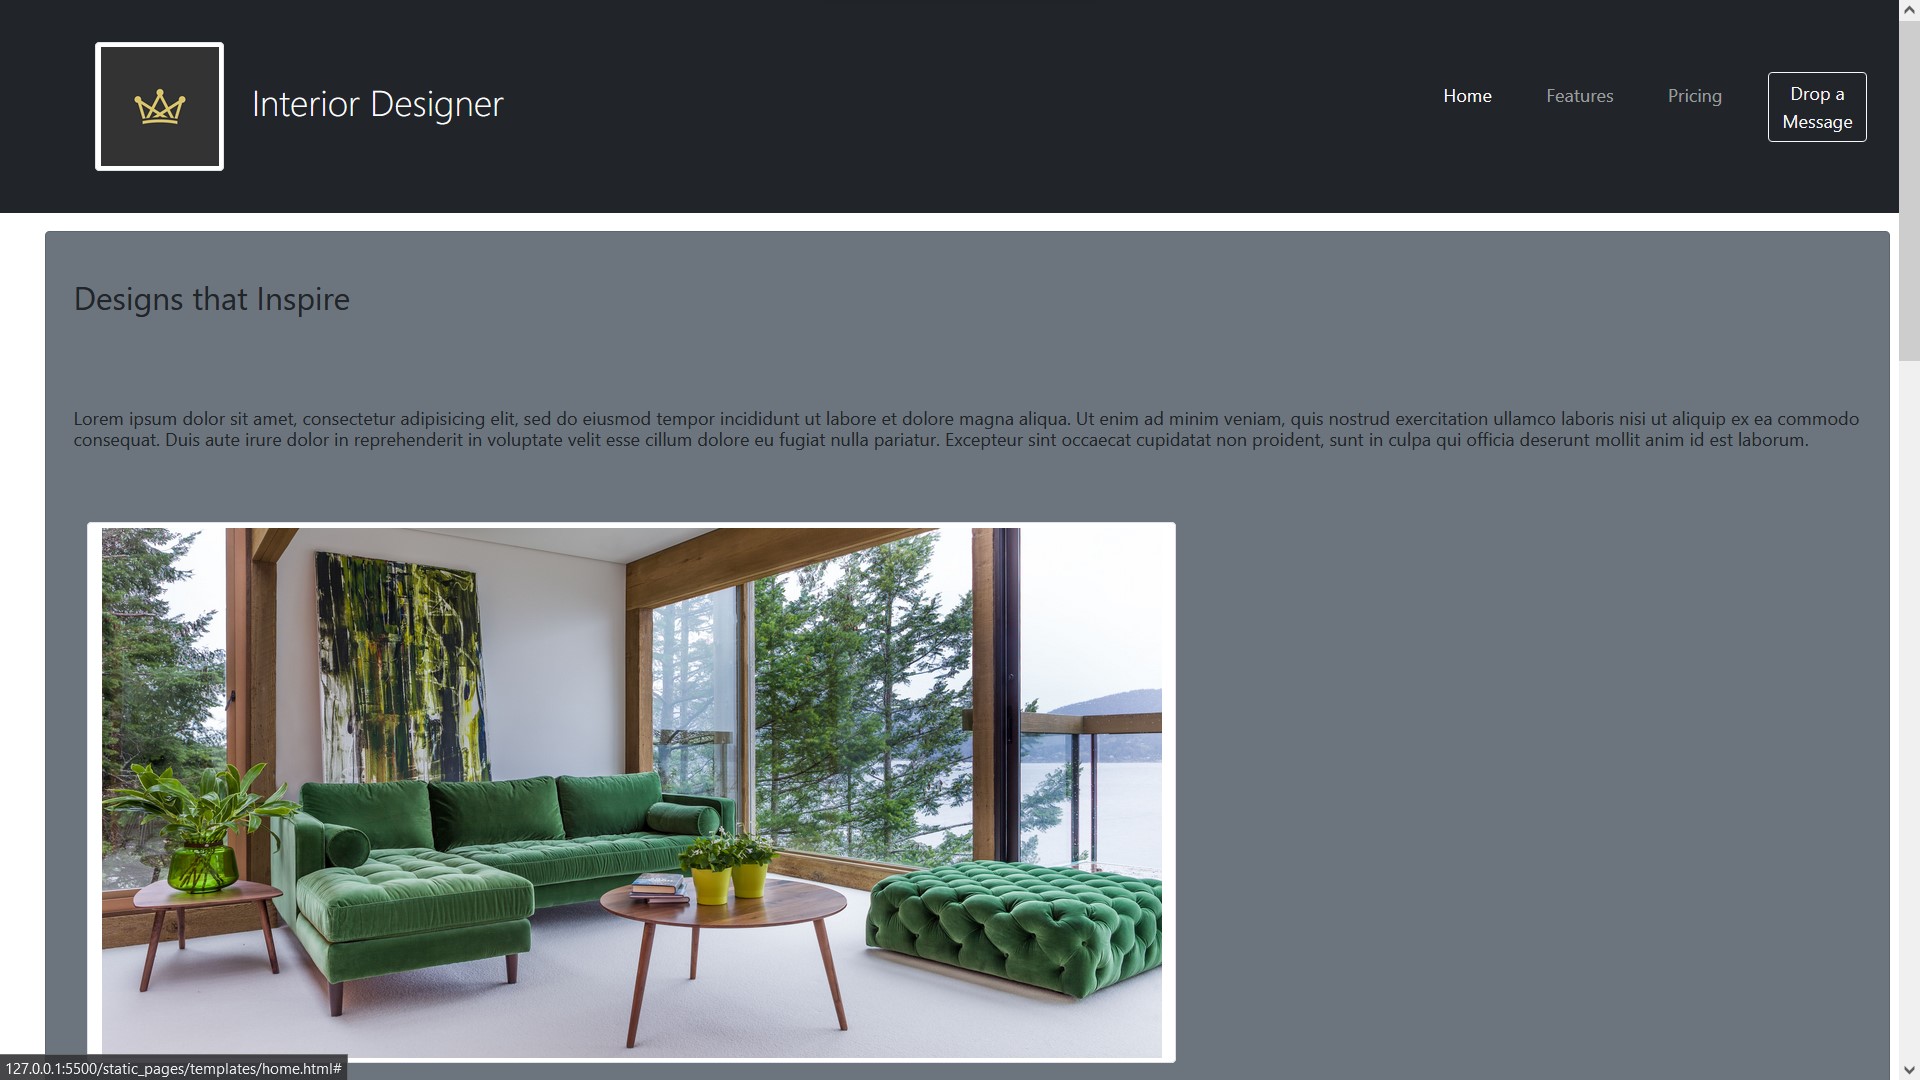 Interior Designer
Home
Features
Pricing
Drop a
Message
Designs that Inspire
Lorem ipsum dolor sit amet, consectetur adipisicing elit, sed do eiusmod tempor incididunt ut labore et dolore magna aliqua. Ut enim ad minim veniam, quis nostrud exercitation ullamco laboris nisi ut aliquip ex ea commodo
consequat. Duis aute irure dolor in reprehenderit in voluptate velit esse cillum dolore eu fugiat nulla pariatur. Excepteur sint occaecat cupidatat non proident, sunt in culpa qui officia deserunt mollit anim id est laborum.
127.0.0.1:5500/static_pages/templates/home.html#